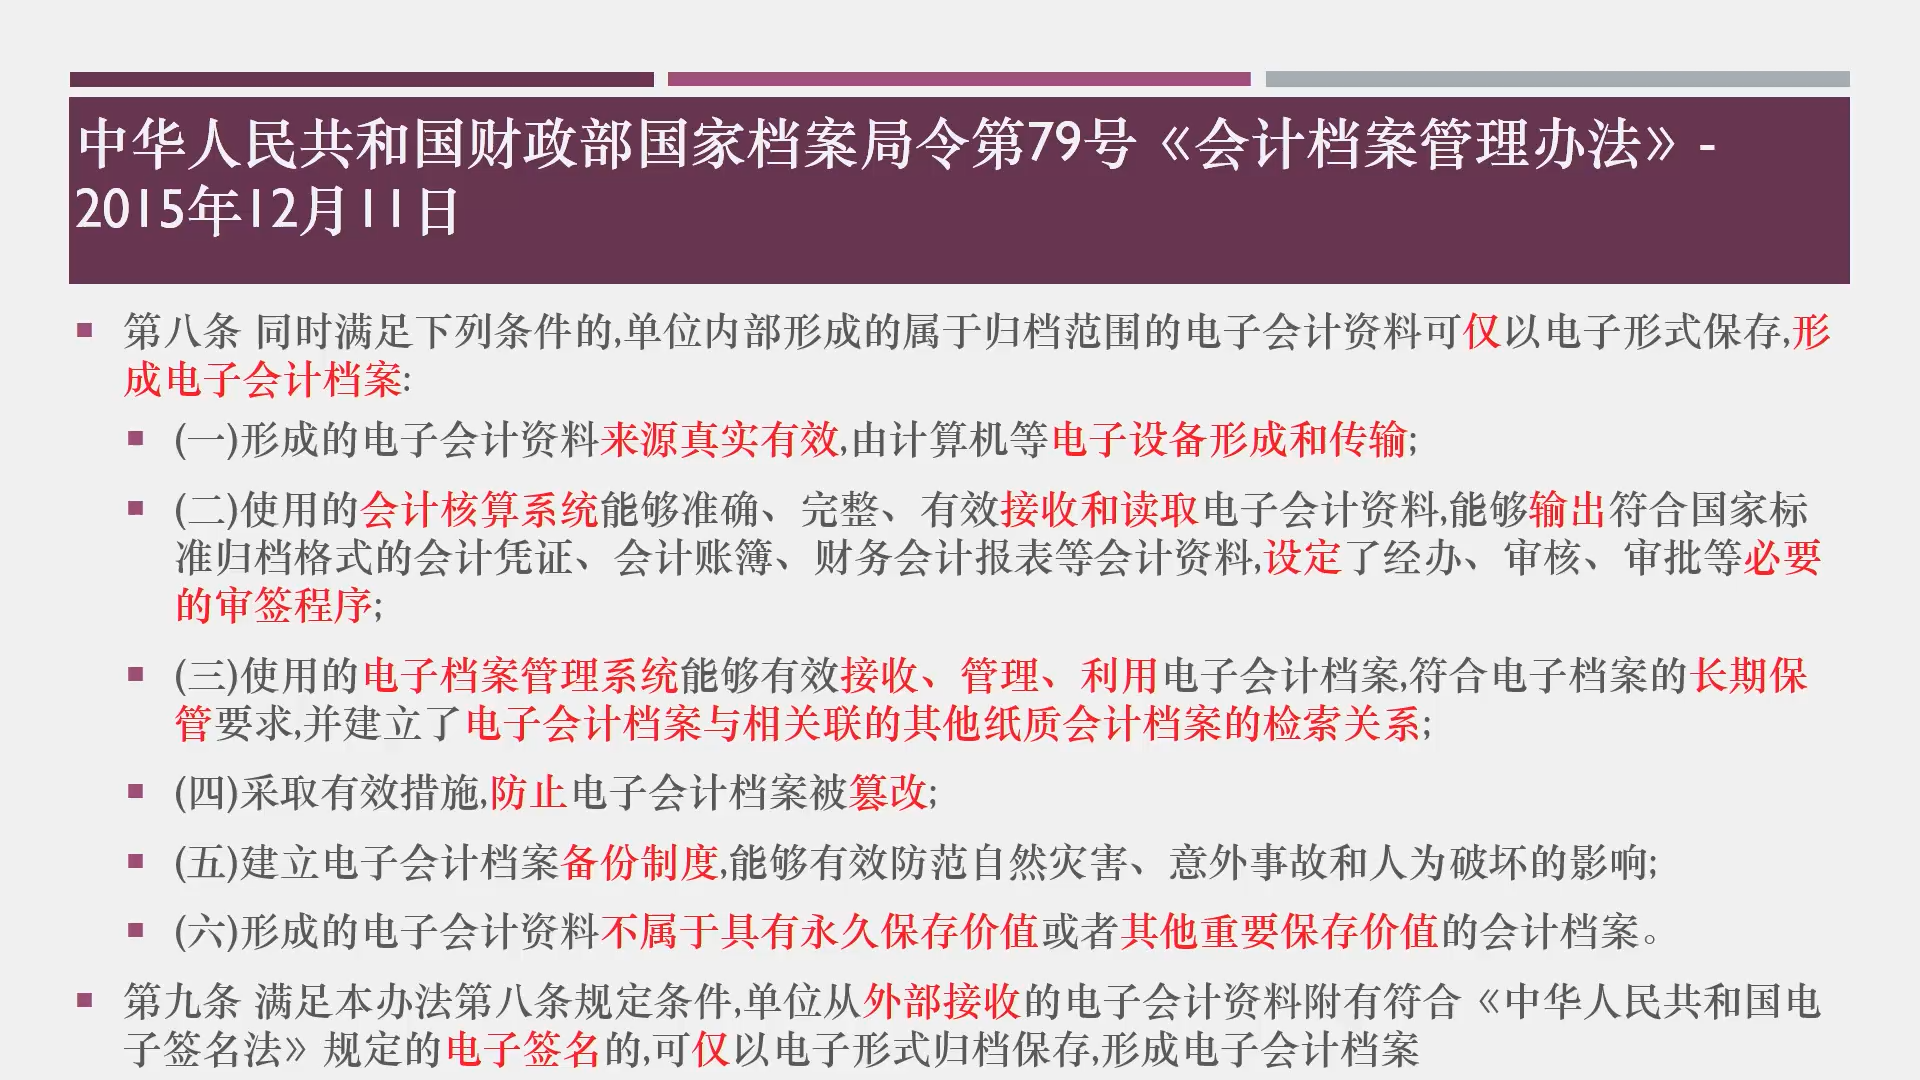 中华人民共和国财政部国家档案局令第79号《会计档案管理办法》-
2015年12月11日
第八条 同时满足下列条件的,单位内部形成的属于归档范围的电子会计资料可仅以电子形式保存,形
成电子会计档案:
(一)形成的电子会计资料来源真实有效,由计算机等电子设备形成和传输;
(二)使用的会计核算系统能够准确、完整、有效接收和读取电子会计资料,能够输出符合国家标
准归档格式的会计凭证、会计账簿、财务会计报表等会计资料,设定了经办、审核、审批等必要
的审签程序;
(三)使用的电子档案管理系统能够有效接收、管理、利用电子会计档案,符合电子档案的长期保
管要求,并建立了电子会计档案与相关联的其他纸质会计档案的检索关系;
(四)采取有效措施,防止电子会计档案被篡改;
(五)建立电子会计档案备份制度,能够有效防范自然灾害、意外事故和人为破坏的影响;
(六)形成的电子会计资料不属于具有永久保存价值或者其他重要保存价值的会计档案。
第九条 满足本办法第八条规定条件,单位从外部接收的电子会计资料附有符合《中华人民共和国电
子签名法》规定的电子签名的,可仅以电子形式归档保存,形成电子会计档案